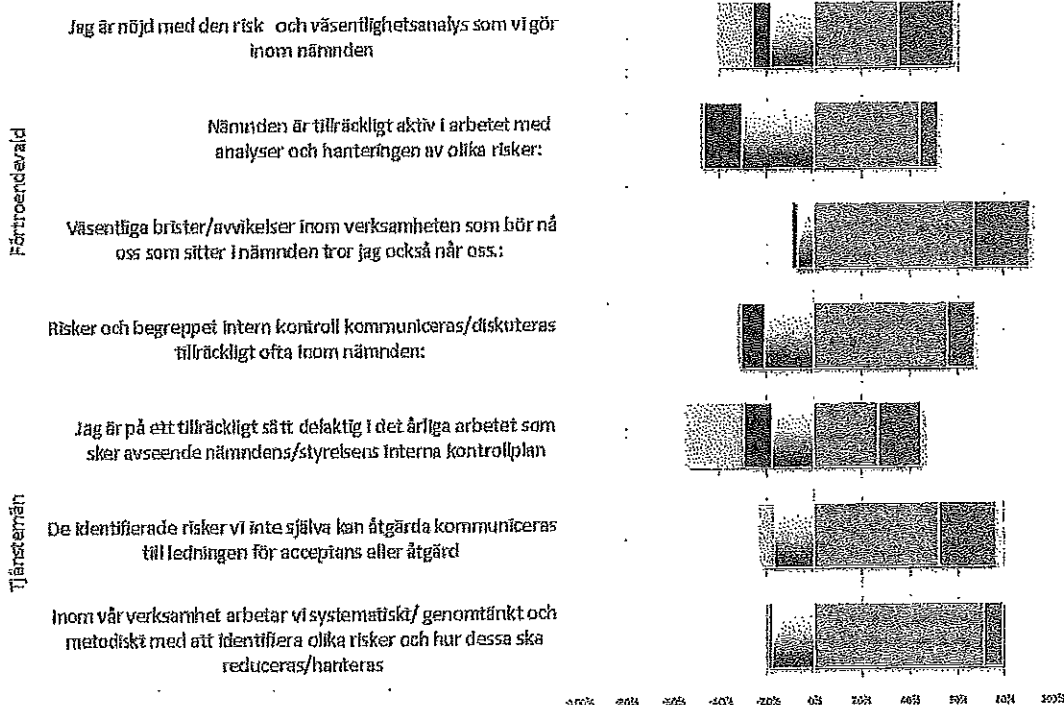 Jag är nöjd med den risk och väsentlighetsanalys som vi gör
inom nämnden
Förtroendevald
Nämnden är tillräckligt aktiv i arbetet med
analyser och hanteringen av olika risker:
Väsentliga brister/avvikelser inom verksamheten som bör nå
oss som sitter i nämnden tror jag också når oss.:
Risker och begreppet intern kontroll kommuniceras/diskuteras
tillräckligt ofta inom nämnden:
Jag är på ett tillräckligt sätt delaktig i det årliga arbetet som
sker avseende nämndens/styrelsens interna kontrollplan
Tjänstemän
De identifierade risker vi inte själva kan åtgärda kommuniceras
till ledningen för acceptans eller åtgärd
Inom vår verksamhet arbetar vi systematiskt/ genomtänkt och
metodiskt med att identifiera olika risker och hur dessa ska
reduceras/hanteras
-20% 0% 20%